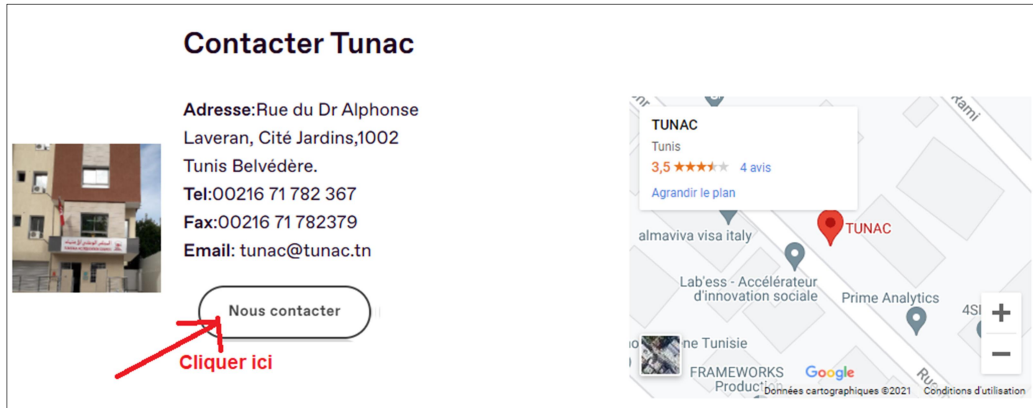 Contacter Tunac
Adresse:Rue du Dr Alphonse
Laveran, Cité Jardins,1002
Tunis Belvédère.
Tel:00216 71 782 367
Fax:00216 71 782379
Email: tunac@tunac.tn
Nous contacter
Cliquer ici
TUNAC
Tunis
3,5 4 avis
Agrandir le plan
Rami
almaviva visa italy
TUNAC
Lab'ess - Accélérateur
d'innovation sociale
Prime Analytics
ne Tunisie
FRAMEWORKS
Google
Données cartographiques ©2021 Conditions d'utilisation